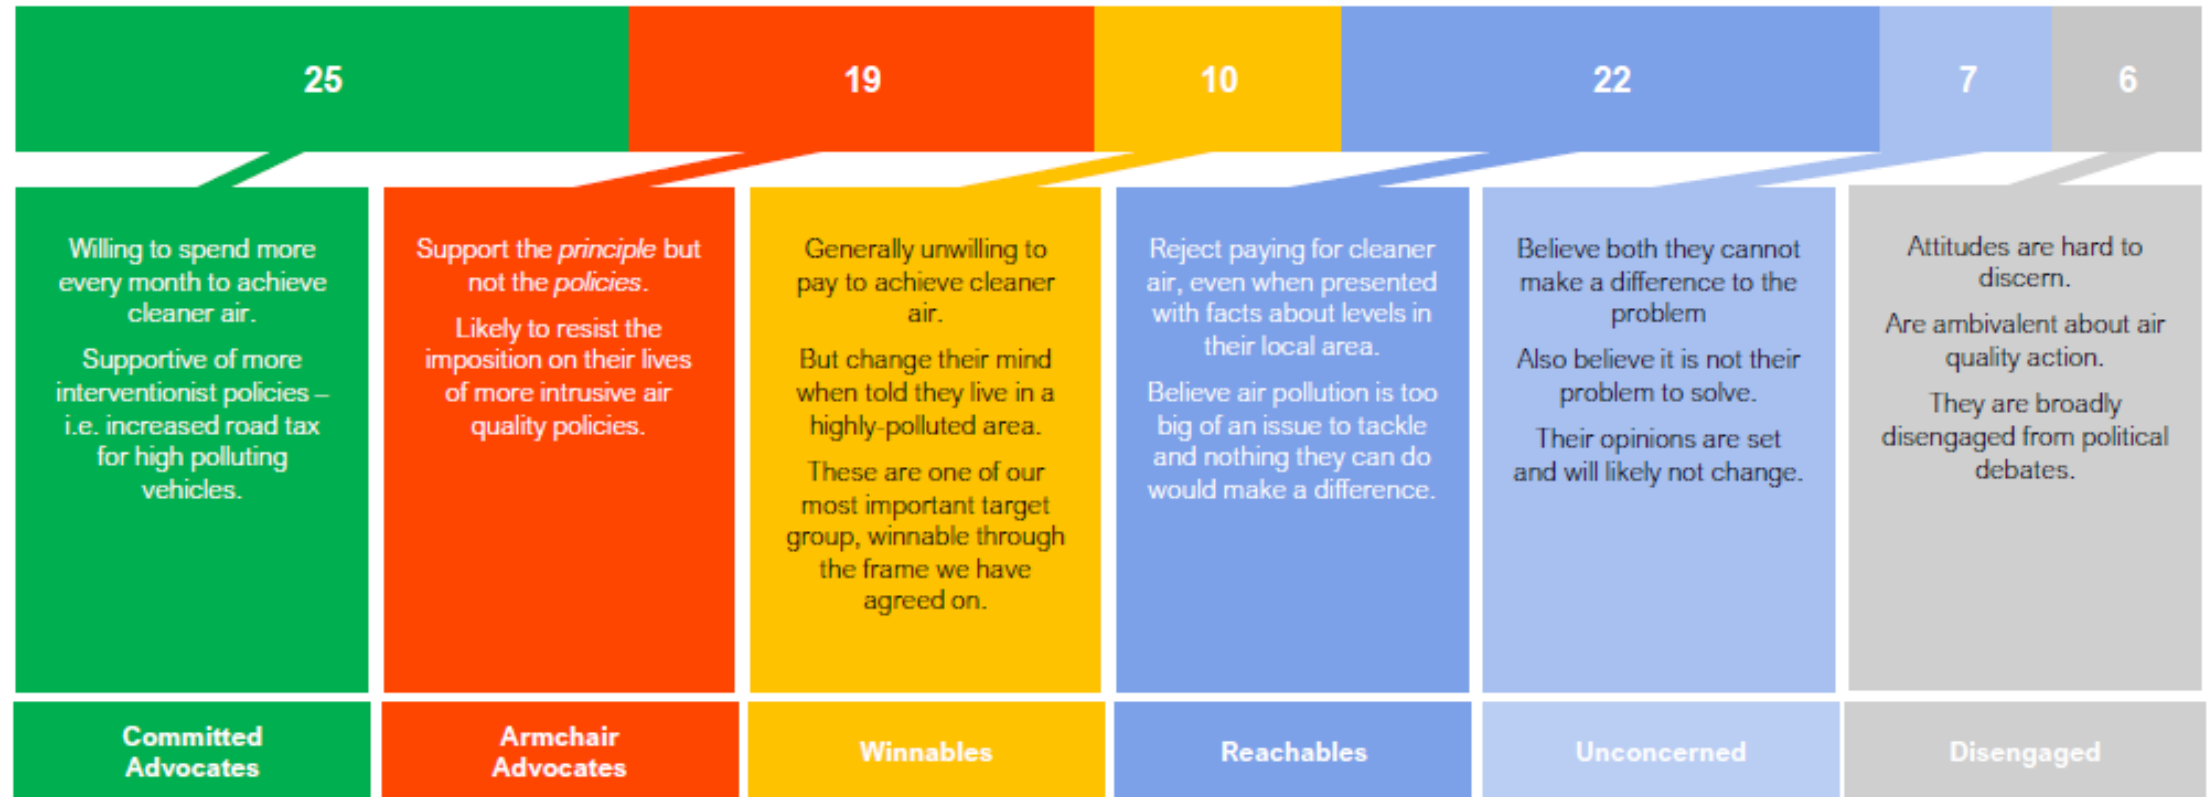 25
19
10
22
7
6
Willing to spend more
every month to achieve
cleaner air.
Supportive of more
interventionist policies –
i.e. increased road tax
for high polluting
vehicles.
Support the principle but
not the policies.
Likely to resist the
imposition on their lives
of more intrusive air
quality policies.
Generally unwilling to
pay to achieve cleaner
air.
But change their mind
when told they live in a
highly-polluted area.
These are one of our
most important target
group, winnable through
the frame we have
agreed on.
Reject paying for cleaner
air, even when presented
with facts about levels in
their local area.
Believe air pollution is too
big of an issue to tackle
and nothing they can do
would make a difference.
Believe both they cannot
make a difference to the
problem
Also believe it is not their
problem to solve.
Their opinions are set
and will likely not change.
Attitudes are hard to
discern.
Are ambivalent about air
quality action.
They are broadly
disengaged from political
debates.
Committed
Advocates
Armchair
Advocates
Winnables
Reachables
Unconcerned
Disengaged